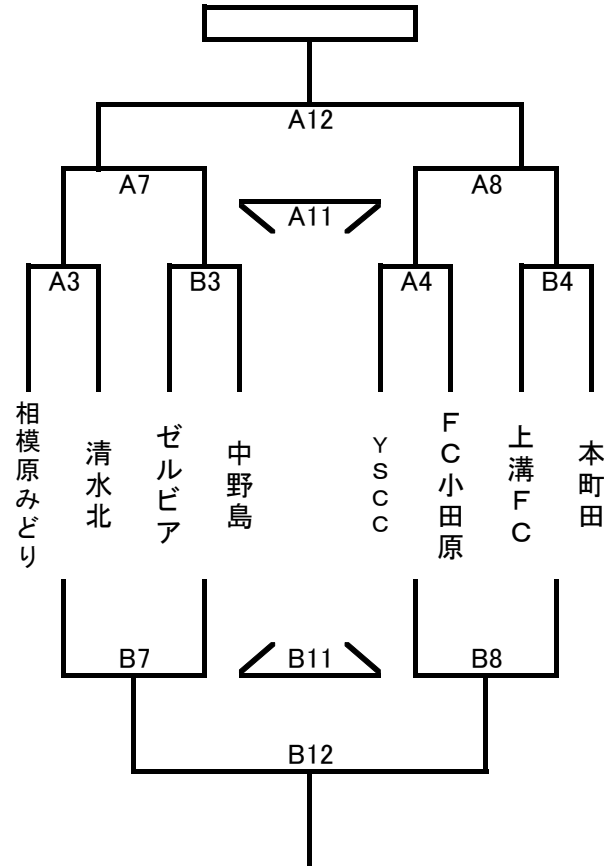 A12
A7
A8
A11
A3
B3
A4
B4
相模原みどり
清水北
ゼルビア
中野島
YSCC
FC小田原
上溝FC
本町田
B7
B11
B8
B12